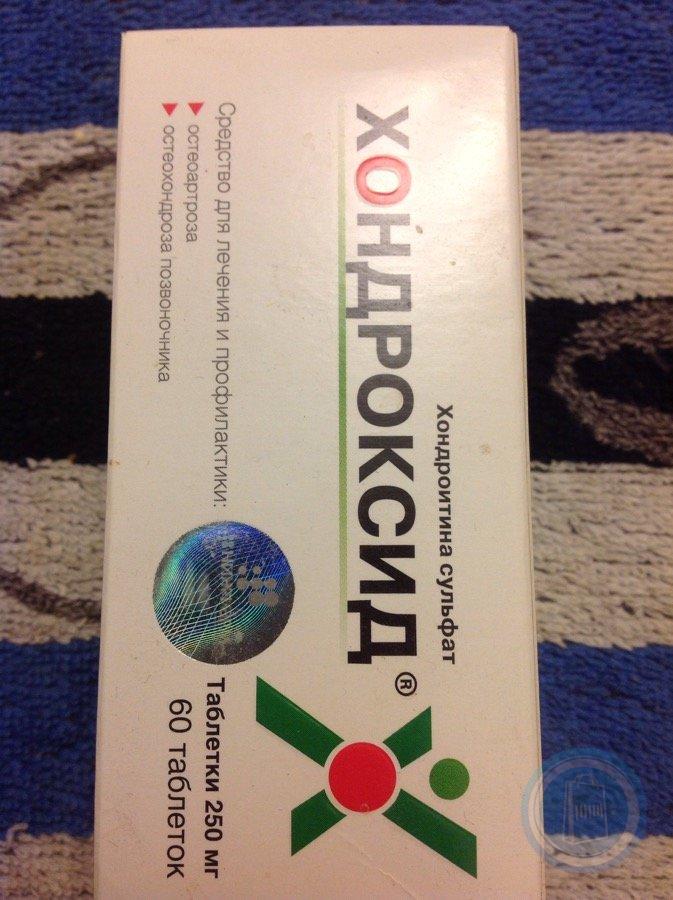 Хондроитина сульфат
ХОНДРОКСИД®
Средство для лечения и профилактики:
остеоартроза
остеохондроза позвоночника
Таблетки 250 мг
60 таблеток